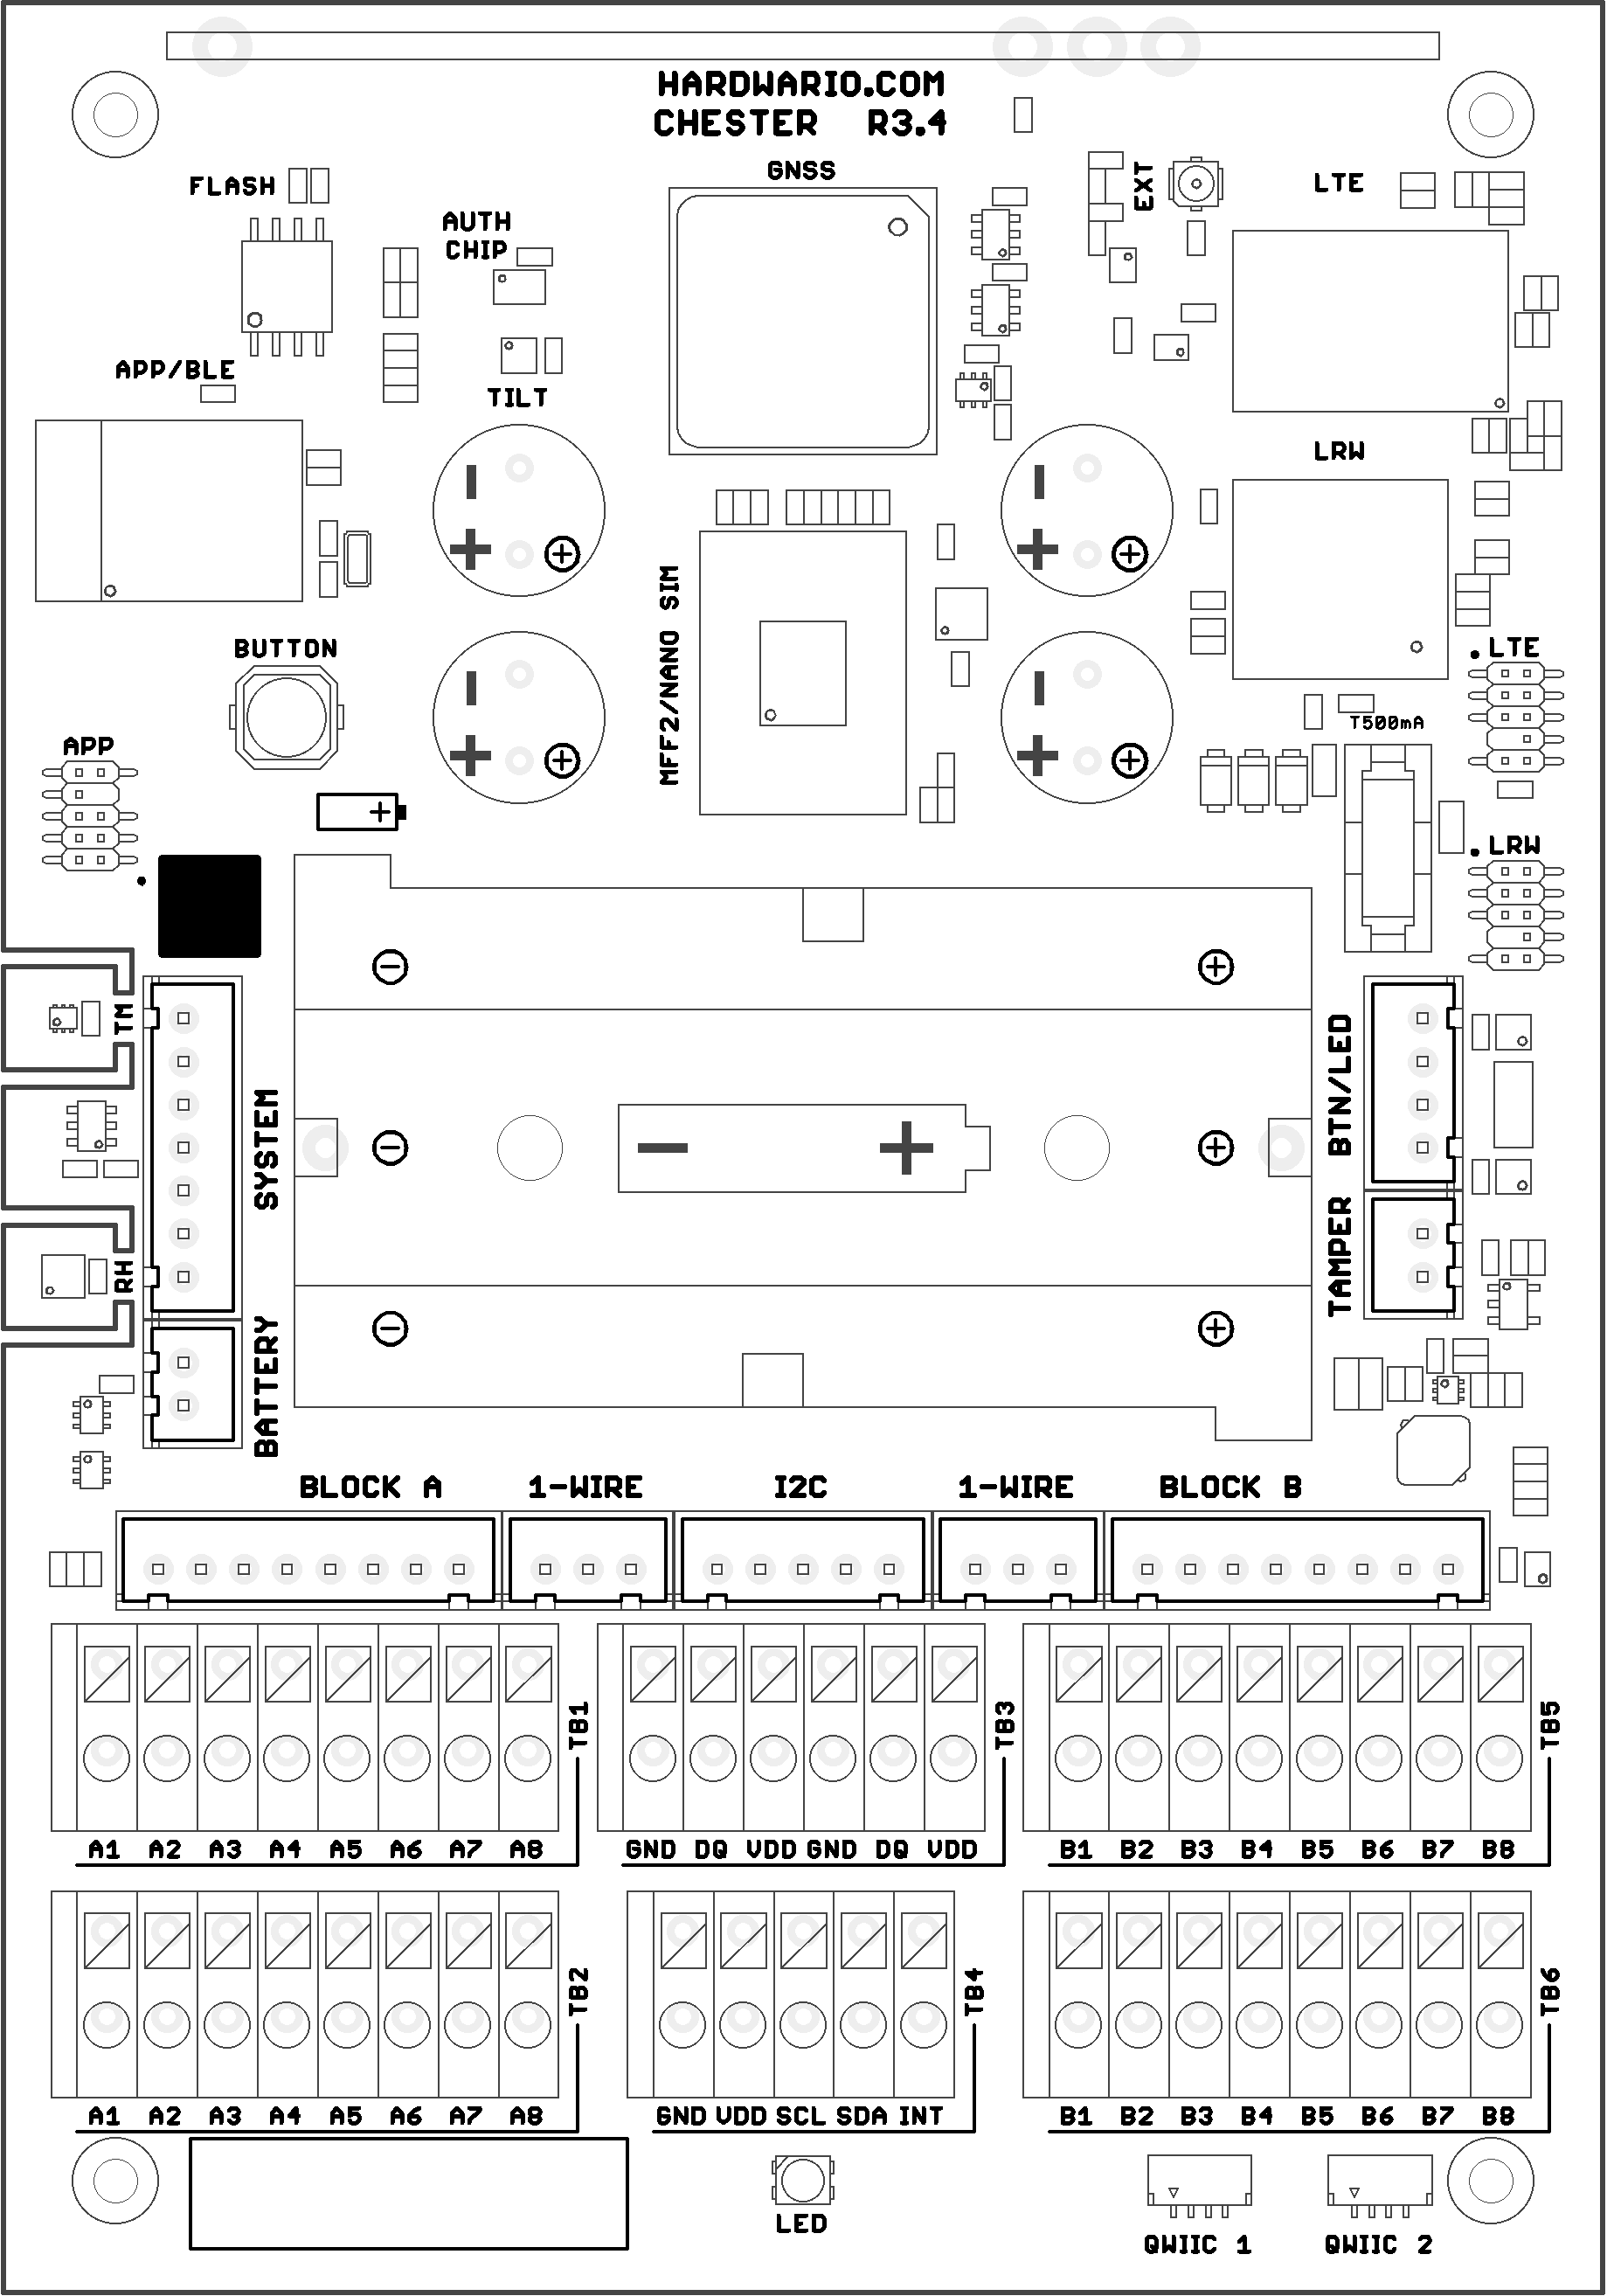 HARDWARIO.COM
CHESTER R3.4
GNSS
FLASH
AUTH
CHIP
EXT
LTE
APP/BLE
TILT
LRW
MFF2/NANO SIM
BUTTON
LTE
T500mA
APP
LRW
TM
SYSTEM
BTN/LED
RH
TAMPER
BATTERY
BLOCK A 1-WIRE I2C 1-WIRE BLOCK B
TB1
TB3
TB5
A1 A2 A3 A4 A5 A6 A7 A8 GND DQ VDD GND DQ VDD B1 B2 B3 B4 B5 B6 B7 B8
TB2
TB4
TB6
A1 A2 A3 A4 A5 A6 A7 A8 GND VDD SCL SDA INT B1 B2 B3 B4 B5 B6 B7 B8
LED
QWIIC 1 QWIIC 2